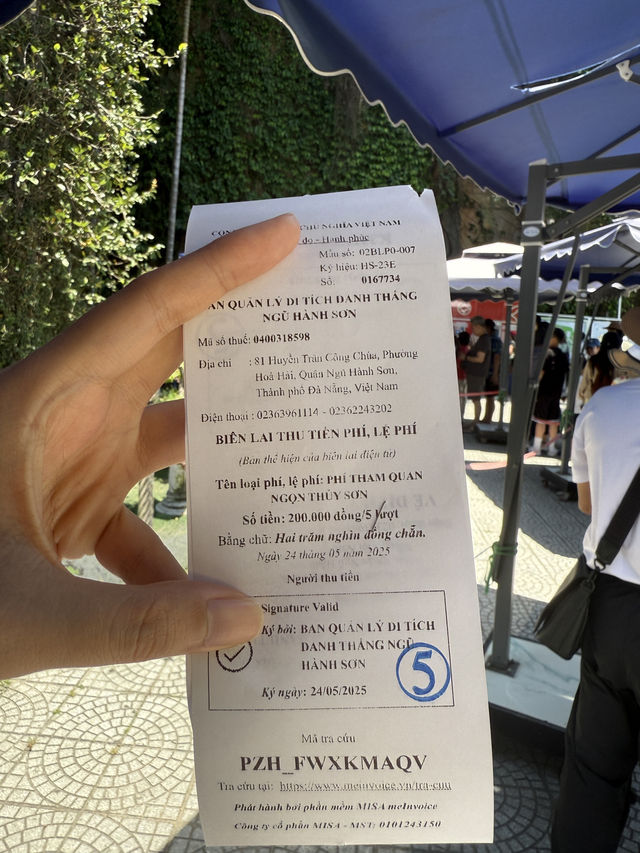 CHỦ NGHĨA VIỆT NAM
do - Hạnh phúc
Mẫu số: 02BLP0-007
Ký hiệu: HS-23E
Số: 0167734
BAN QUẢN LÝ DI TÍCH DANH THẮNG
NGŨ HÀNH SƠN
Mã số thuế: 0400318598
Địa chỉ : 81 Huyền Trân Công Chúa, Phường
Hoà Hải, Quận Ngũ Hành Sơn,
Thành phố Đà Nẵng, Việt Nam
Điện thoại : 02363961114 - 02362243202
BIÊN LAI THU TIỀN PHÍ, LỆ PHÍ
(Bản thể hiện của biên lai điện tử)
Tên loại phí, lệ phí: PHÍ THAM QUAN
NGỌN THỦY SƠN
Số tiền: 200.000 đồng/5 lượt
Bằng chữ: Hai trăm nghìn đồng chẵn.
Ngày 24 tháng 05 năm 2025
Người thu tiền
Signature Valid
Ký bởi: BAN QUẢN LÝ DI TÍCH
DANH THẮNG NGŨ
HÀNH SƠN
5
Ký ngày: 24/05/2025
Mã tra cứu
PZH_FWXKMAQV
Tra cứu tại: https://www.meinvoice.vn/tra-cuu
Phát hành bởi phần mềm MISA meInvoice
Công ty cổ phần MISA - MST: 0101243150